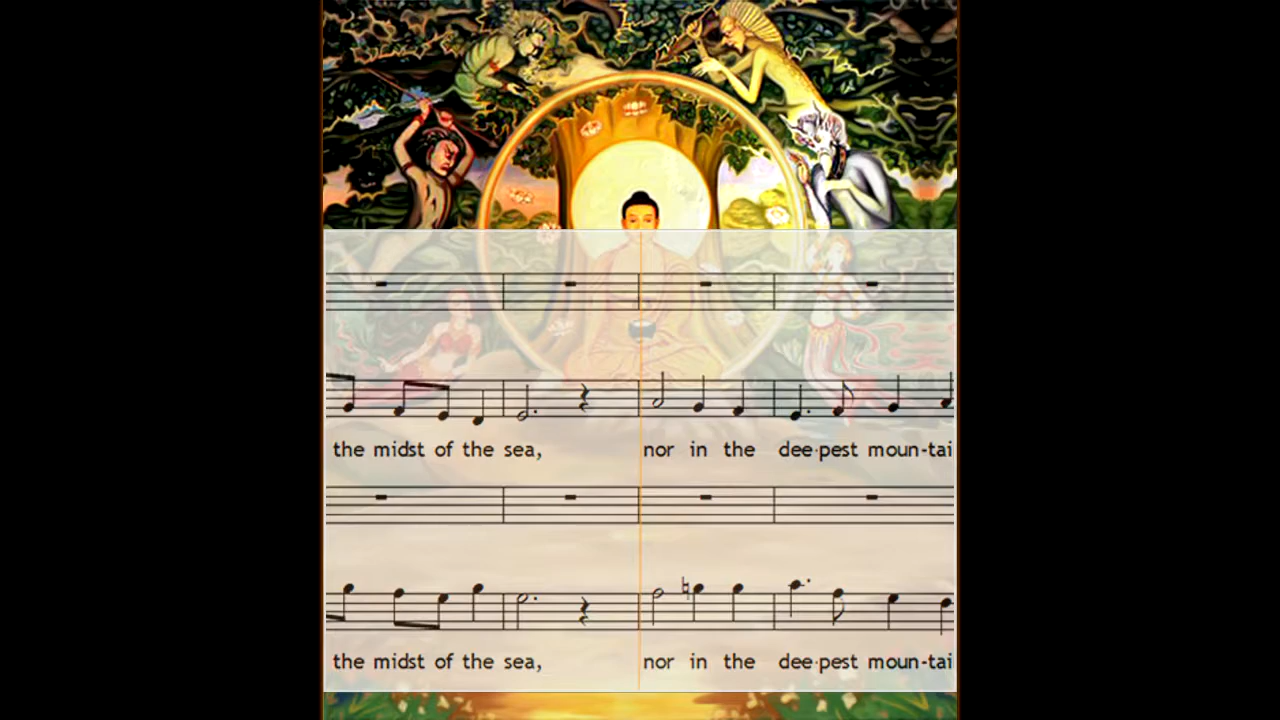 the midst of the sea, nor in the dee-pest moun-tai
the midst of the sea, nor in the dee-pest moun-tai